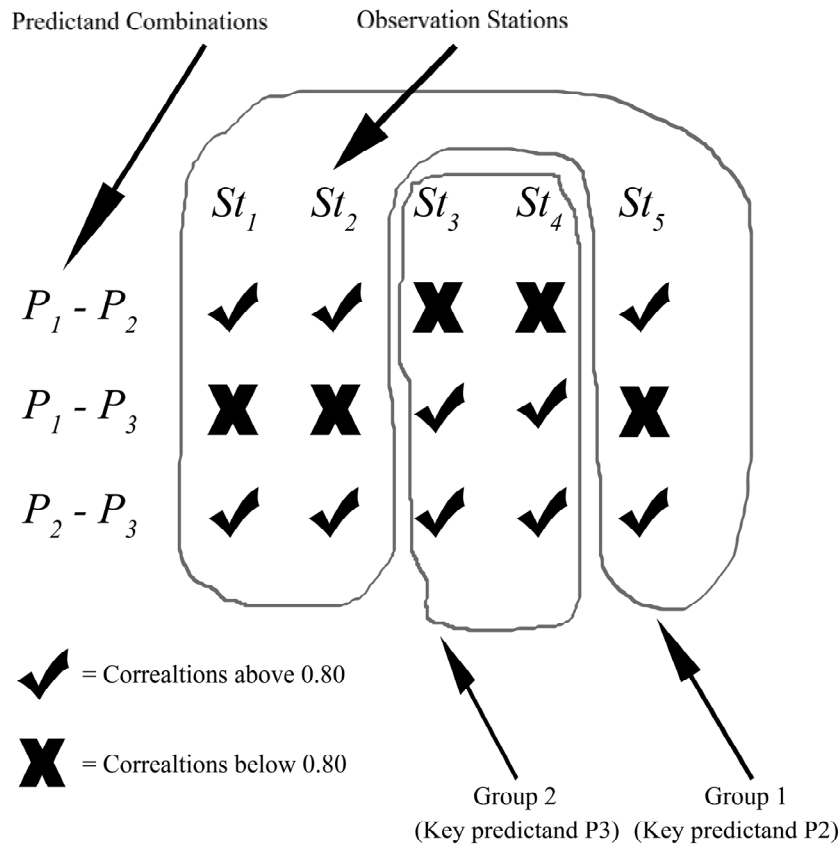 Predictand Combinations
Observation Stations
St1 St2 St3 St4 St5
P1 - P2
P1 - P3
P2 - P3
= Correaltions above 0.80
= Correaltions below 0.80
Group 2
(Key predictand P3)
Group 1
(Key predictand P2)